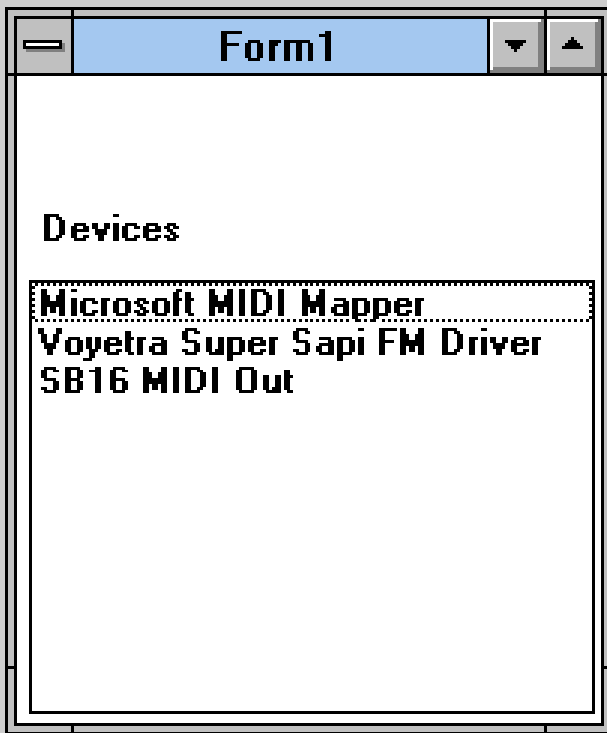 Form1
Devices
Microsoft MIDI Mapper
Voyetra Super Sapi FM Driver
SB16 MIDI Out